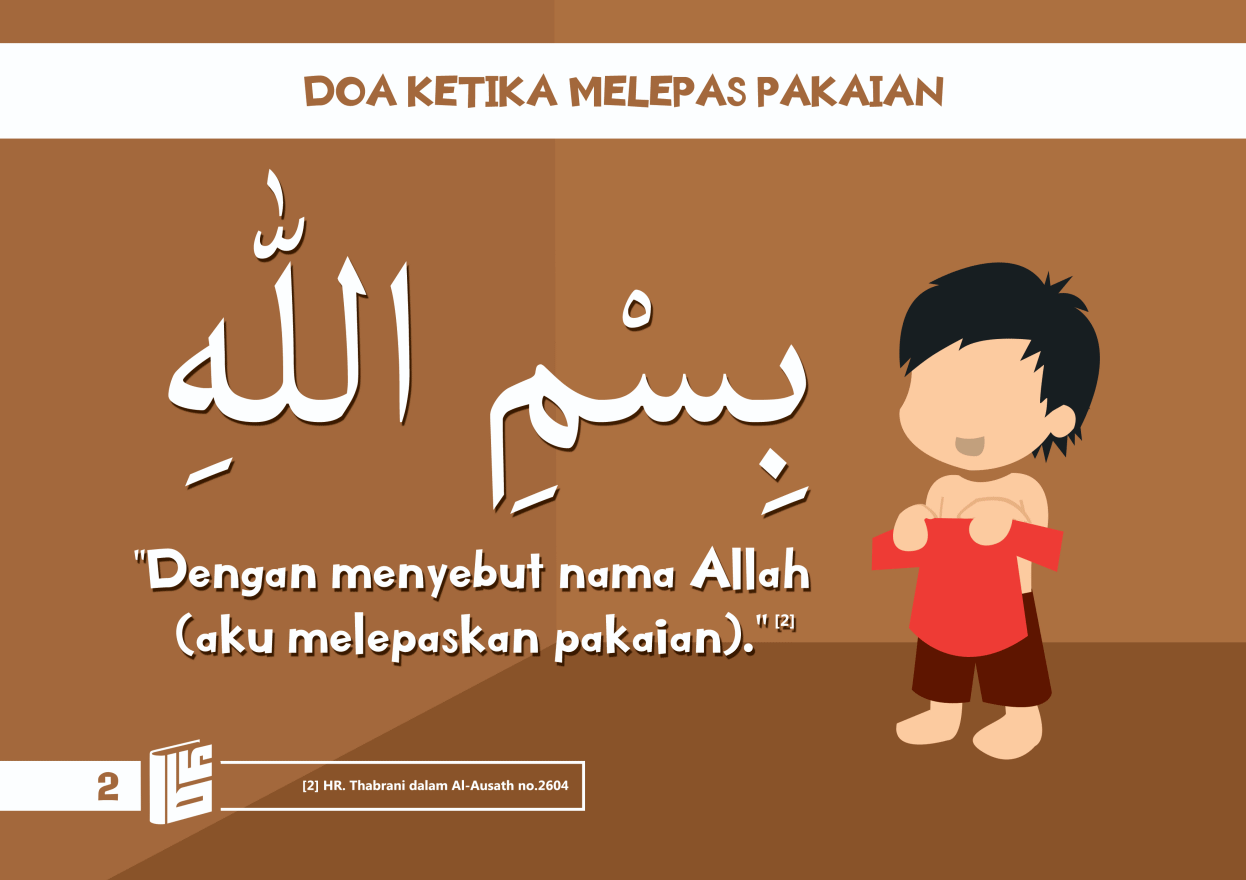 DOA KETIKA MELEPAS PAKAIAN
بِسْمِ اللّٰهِ
"Dengan menyebut nama Allah
(aku melepaskan pakaian)." [2]
2
[2] HR. Thabrani dalam Al-Ausath no.2604